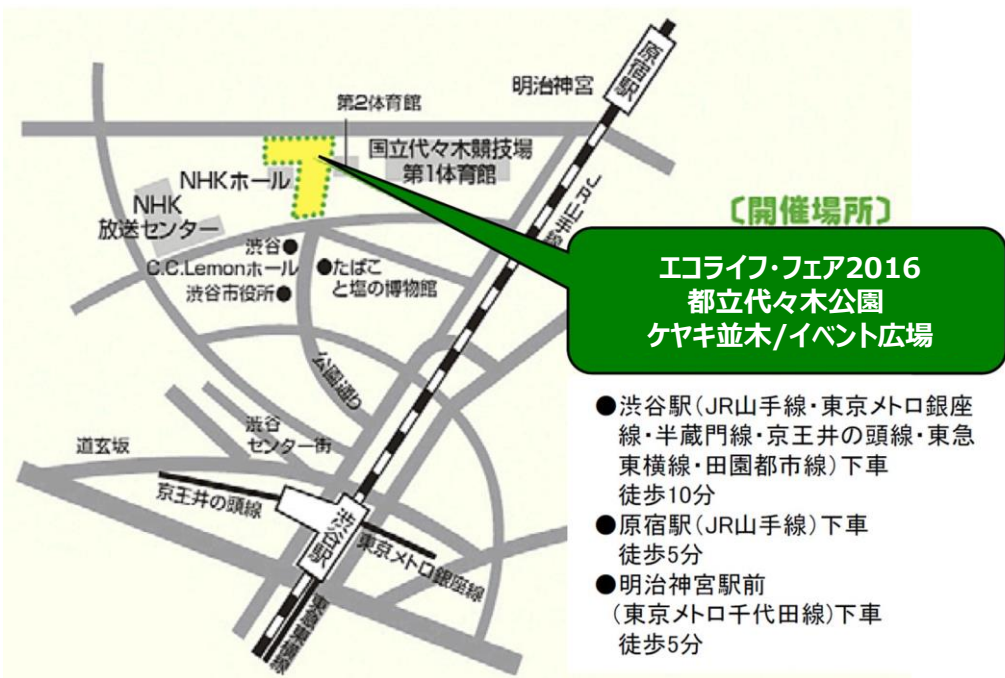 原宿駅
明治神宮
第2体育館
国立代々木競技場
第1体育館
NHKホール
NHK
放送センター
JR山手線
〔開催場所〕
エコライフ・フェア2016
都立代々木公園
ケヤキ並木/イベント広場
渋谷●
C.C.Lemonホール
渋谷市役所●
●たばこ
と塩の博物館
公園通り
渋谷
センター街
道玄坂
京王井の頭線
渋谷駅
東京メトロ銀座線
東急東横線
●渋谷駅(JR山手線・東京メトロ銀座
線・半蔵門線・京王井の頭線・東急
東横線・田園都市線)下車
徒歩10分
●原宿駅(JR山手線)下車
徒歩5分
●明治神宮駅前
(東京メトロ千代田線)下車
徒歩5分